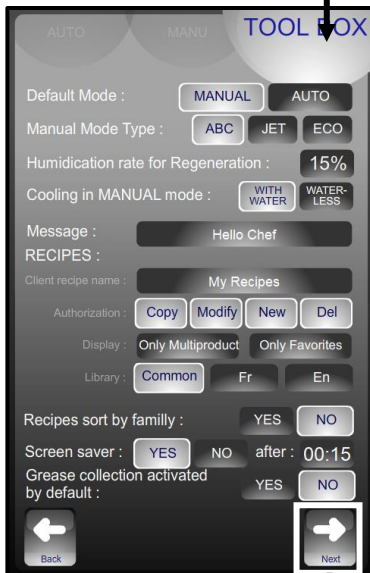 AUTO MANU TOOL BOX
Default Mode : MANUAL AUTO
Manual Mode Type : ABC JET ECO
Humidication rate for Regeneration : 15%
Cooling in MANUAL mode : WITH WATER WATER-LESS
Message : Hello Chef
RECIPES :
Client recipe name : My Recipes
Authorization : Copy Modify New Del
Display : Only Multiproduct Only Favorites
Library : Common Fr En
Recipes sort by familly : YES NO
Screen saver : YES NO after : 00:15
Grease collection activated
by default : YES NO
Back Next